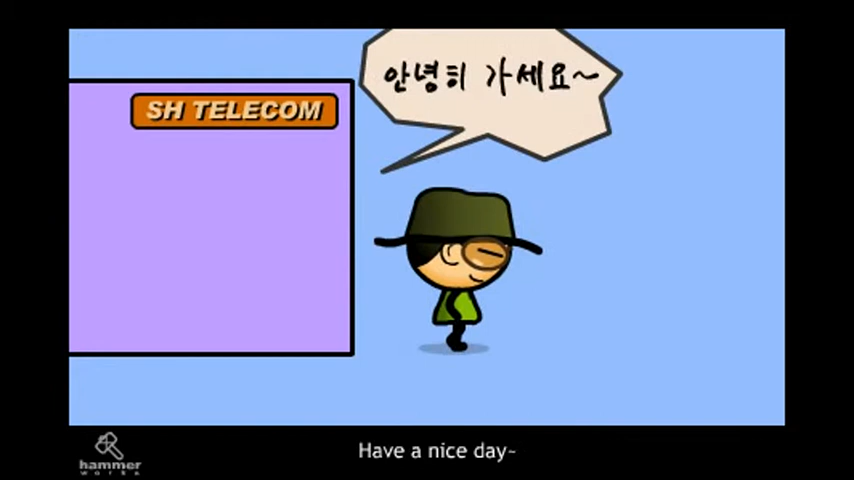 안녕히 가세요~
SH TELECOM
hammer
works
Have a nice day~